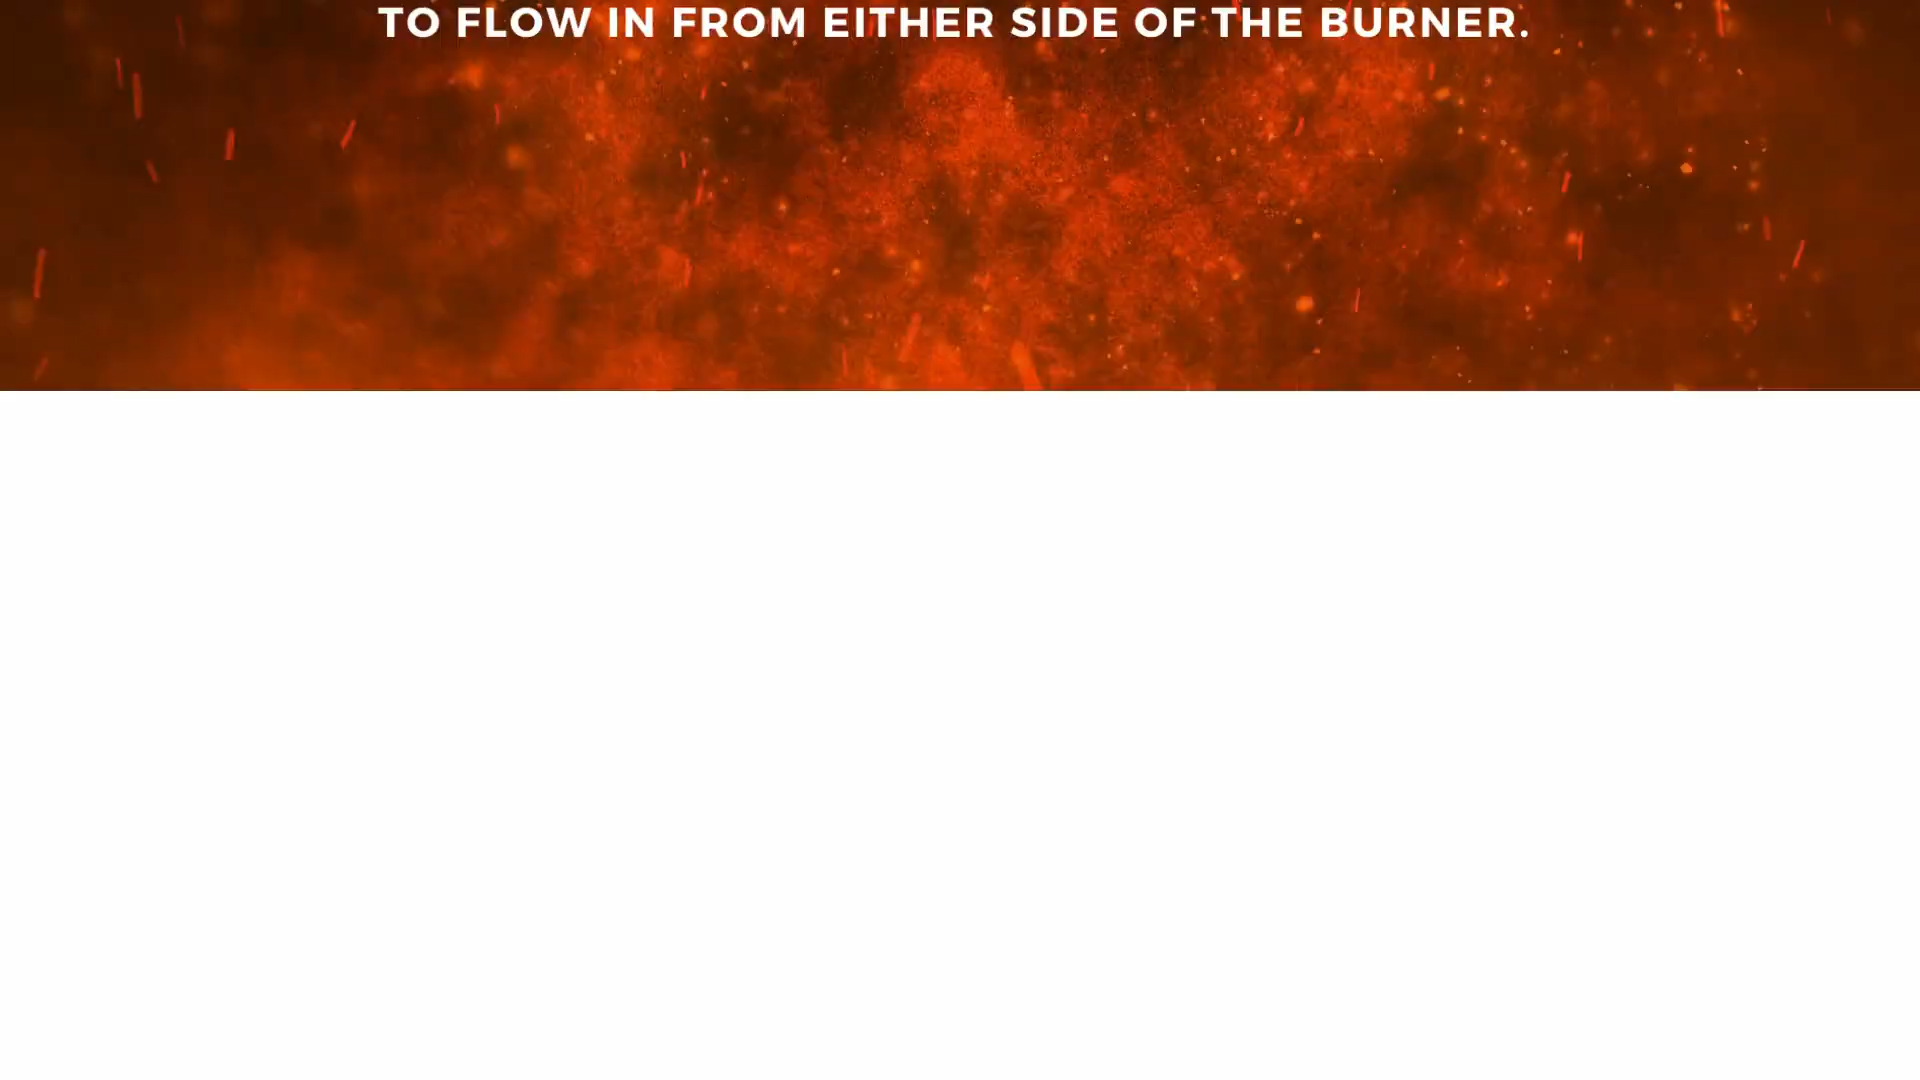 TO FLOW IN FROM EITHER SIDE OF THE BURNER.